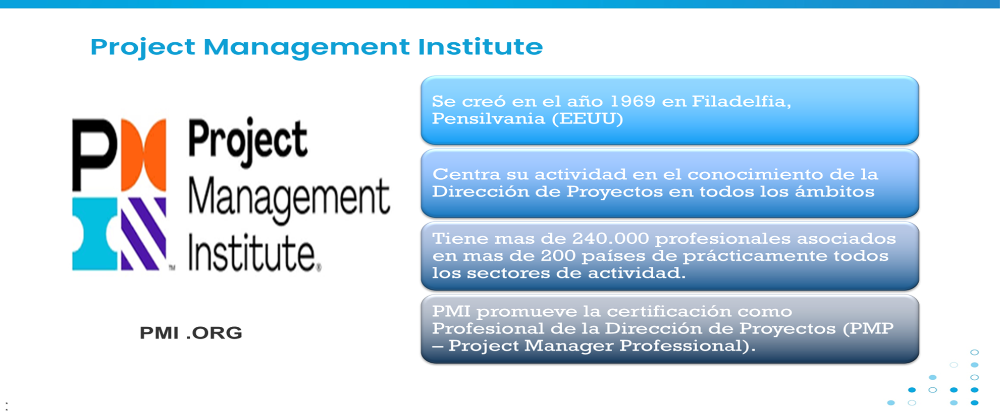 Project Management Institute
PM
Project
Management
Institute®
™
PMI .ORG
Se creó en el año 1969 en Filadelfia,
Pensilvania (EEUU)
Centra su actividad en el conocimiento de la
Dirección de Proyectos en todos los ámbitos
Tiene mas de 240.000 profesionales asociados
en mas de 200 países de prácticamente todos
los sectores de actividad.
PMI promueve la certificación como
Profesional de la Dirección de Proyectos (PMP
– Project Manager Professional).
: